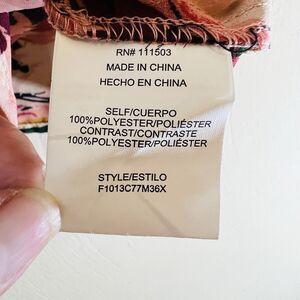 RN# 111503
MADE IN CHINA
HECHO EN CHINA
SELF/CUERPO
100%POLYESTER/POLIÉSTER
CONTRAST/CONTRASTE
100%POLYESTER/POLIÉSTER
STYLE/ESTILO
F1013C77M36X